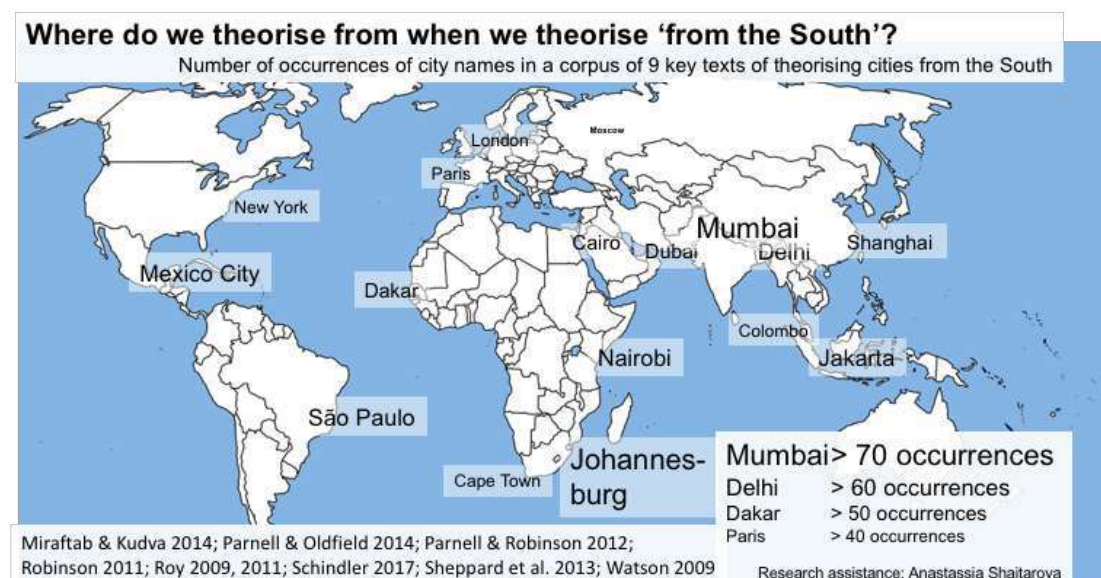 Where do we theorise from when we theorise ‘from the South’?
Number of occurrences of city names in a corpus of 9 key texts of theorising cities from the South
Moscow
London
Paris
New York
Mumbai
Cairo
Dubai
Delhi
Shanghai
Mexico City
Dakar
Colombo
Nairobi
Jakarta
São Paulo
Johannes-
burg
Cape Town
Mumbai> 70 occurrences
Delhi > 60 occurrences
Dakar > 50 occurrences
Paris > 40 occurrences
Miraftab & Kudva 2014; Parnell & Oldfield 2014; Parnell & Robinson 2012;
Robinson 2011; Roy 2009, 2011; Schindler 2017; Sheppard et al. 2013; Watson 2009
Research assistance: Anastassia Shaitarova